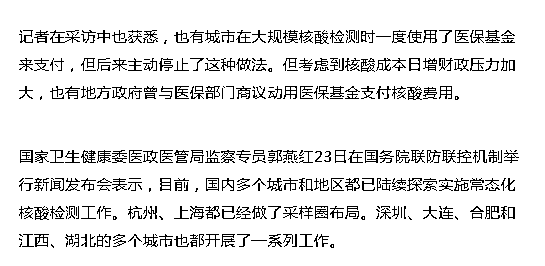 记者在采访中也获悉，也有城市在大规模核酸检测时一度使用了医保基金
来支付，但后来主动停止了这种做法。但考虑到核酸成本日增财政压力加
大，也有地方政府曾与医保部门商议动用医保基金支付核酸费用。
国家卫生健康委医政医管局监察专员郭燕红23日在国务院联防联控机制举
行新闻发布会表示，目前，国内多个城市和地区都已陆续探索实施常态化
核酸检测工作。杭州、上海都已经做了采样圈布局。深圳、大连、合肥和
江西、湖北的多个城市也都开展了一系列工作。